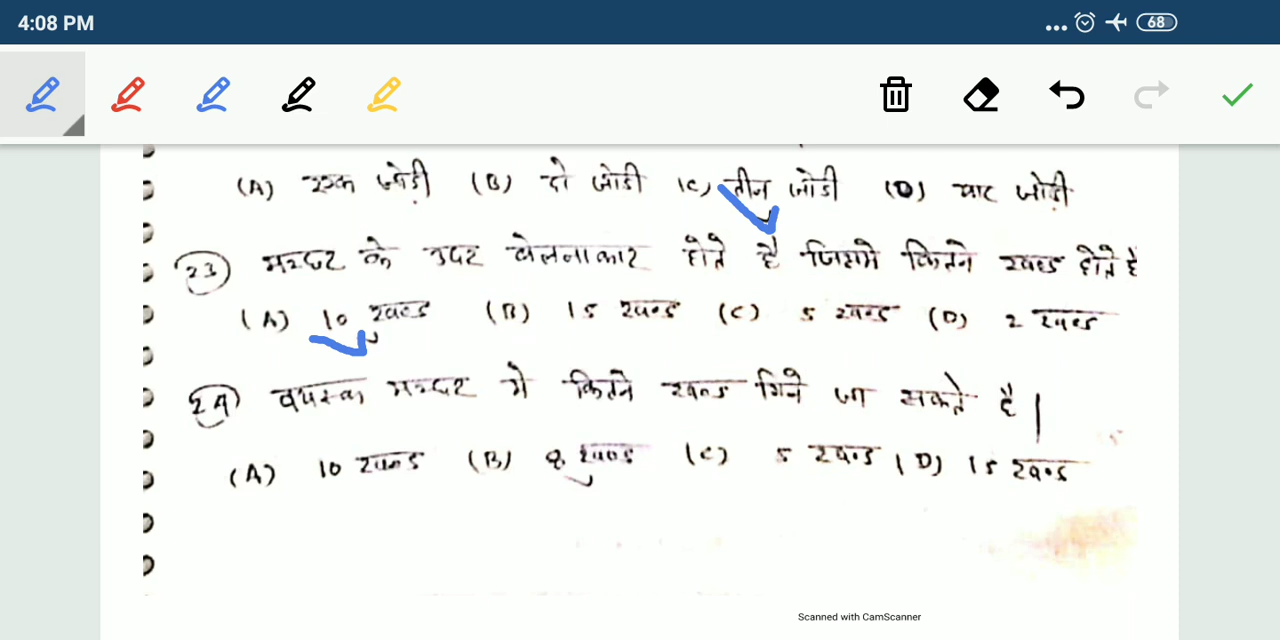 4:08 PM
68
(A) एक जोडी (B) दो जोडी (C) तीन जोडी (D) चार जोडी
23 मच्छर के उदर बेलनाकार होते है जिसमे कितने खण्ड होते है
(A) 10 खण्ड (B) 15 खण्ड (C) 5 खण्ड (D) 2 खण्ड
24 वयस्क मच्छर मे कितने खण्ड गिने जा सकते है |
(A) 10 खण्ड (B) 8 खण्ड (C) 5 खण्ड (D) 15 खण्ड
Scanned with CamScanner